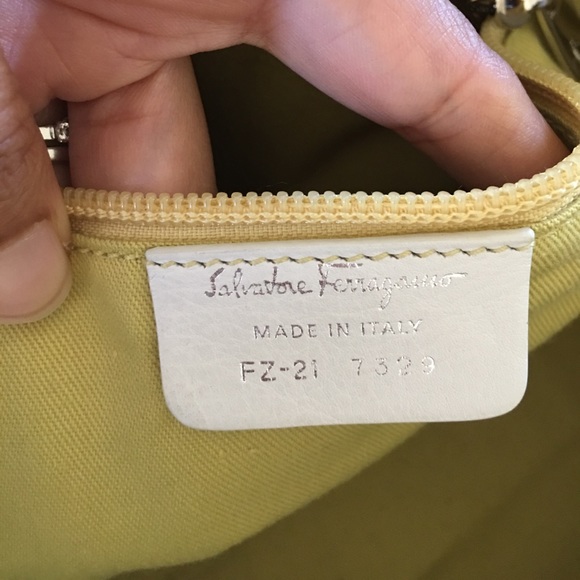 Salvatore Ferragamo
MADE IN ITALY
FZ-21 7329